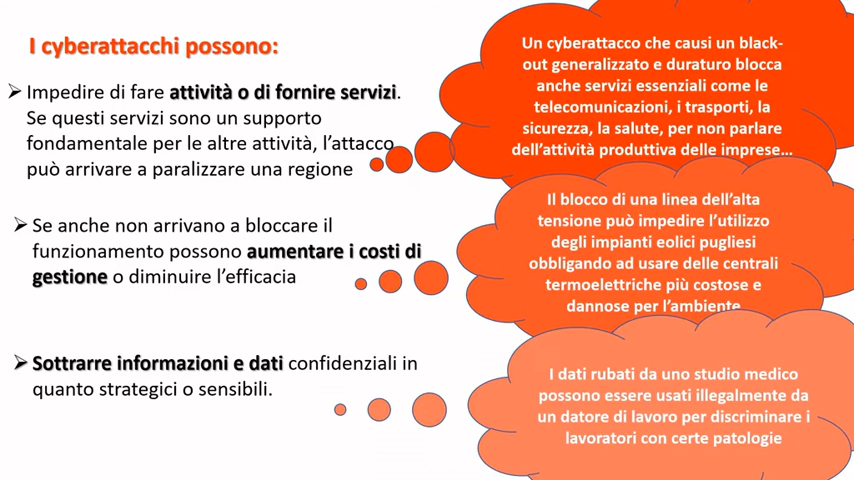 I cyberattacchi possono:
Impedire di fare attività o di fornire servizi.
Se questi servizi sono un supporto
fondamentale per le altre attività, l'attacco
può arrivare a paralizzare una regione
Un cyberattacco che causi un black-
out generalizzato e duraturo blocca
anche servizi essenziali come le
telecomunicazioni, i trasporti, la
sicurezza, la salute, per non parlare
dell'attività produttiva delle imprese...
Se anche non arrivano a bloccare il
funzionamento possono aumentare i costi di
gestione o diminuire l'efficacia
Il blocco di una linea dell'alta
tensione può impedire l'utilizzo
degli impianti eolici pugliesi
obbligando ad usare delle centrali
termoelettriche più costose e
dannose per l'ambiente
Sottrarre informazioni e dati confidenziali in
quanto strategici o sensibili.
I dati rubati da uno studio medico
possono essere usati illegalmente da
un datore di lavoro per discriminare i
lavoratori con certe patologie